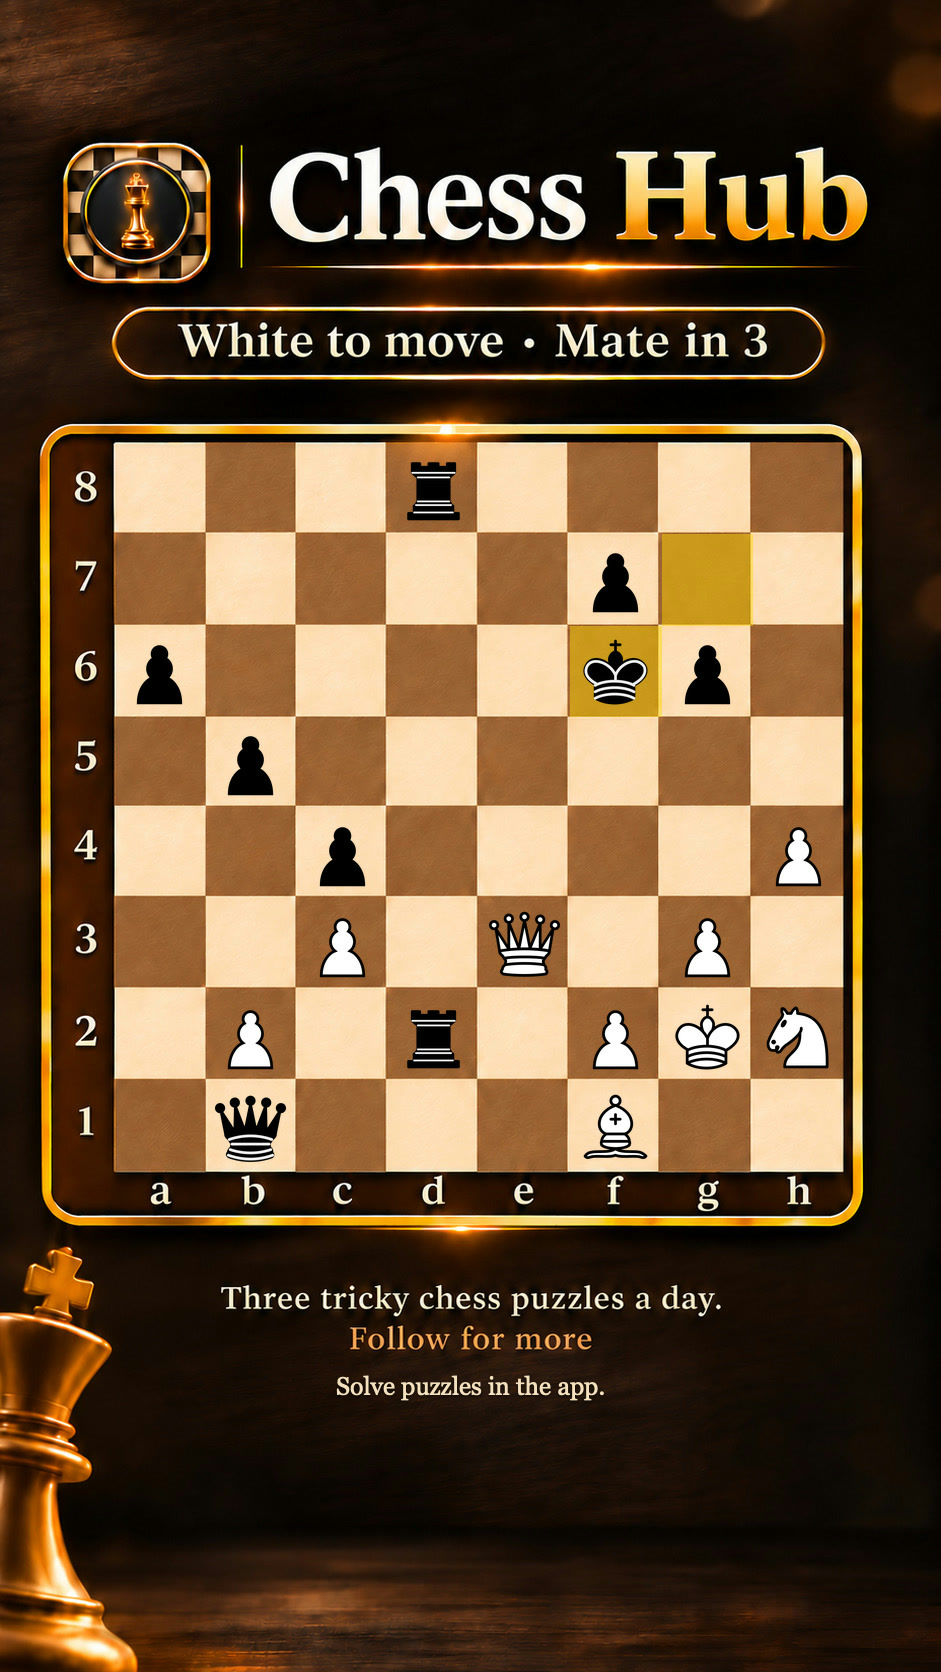 Chess Hub
White to move • Mate in 3
8
7
6
5
4
3
2
1
a b c d e f g h
Three tricky chess puzzles a day.
Follow for more
Solve puzzles in the app.